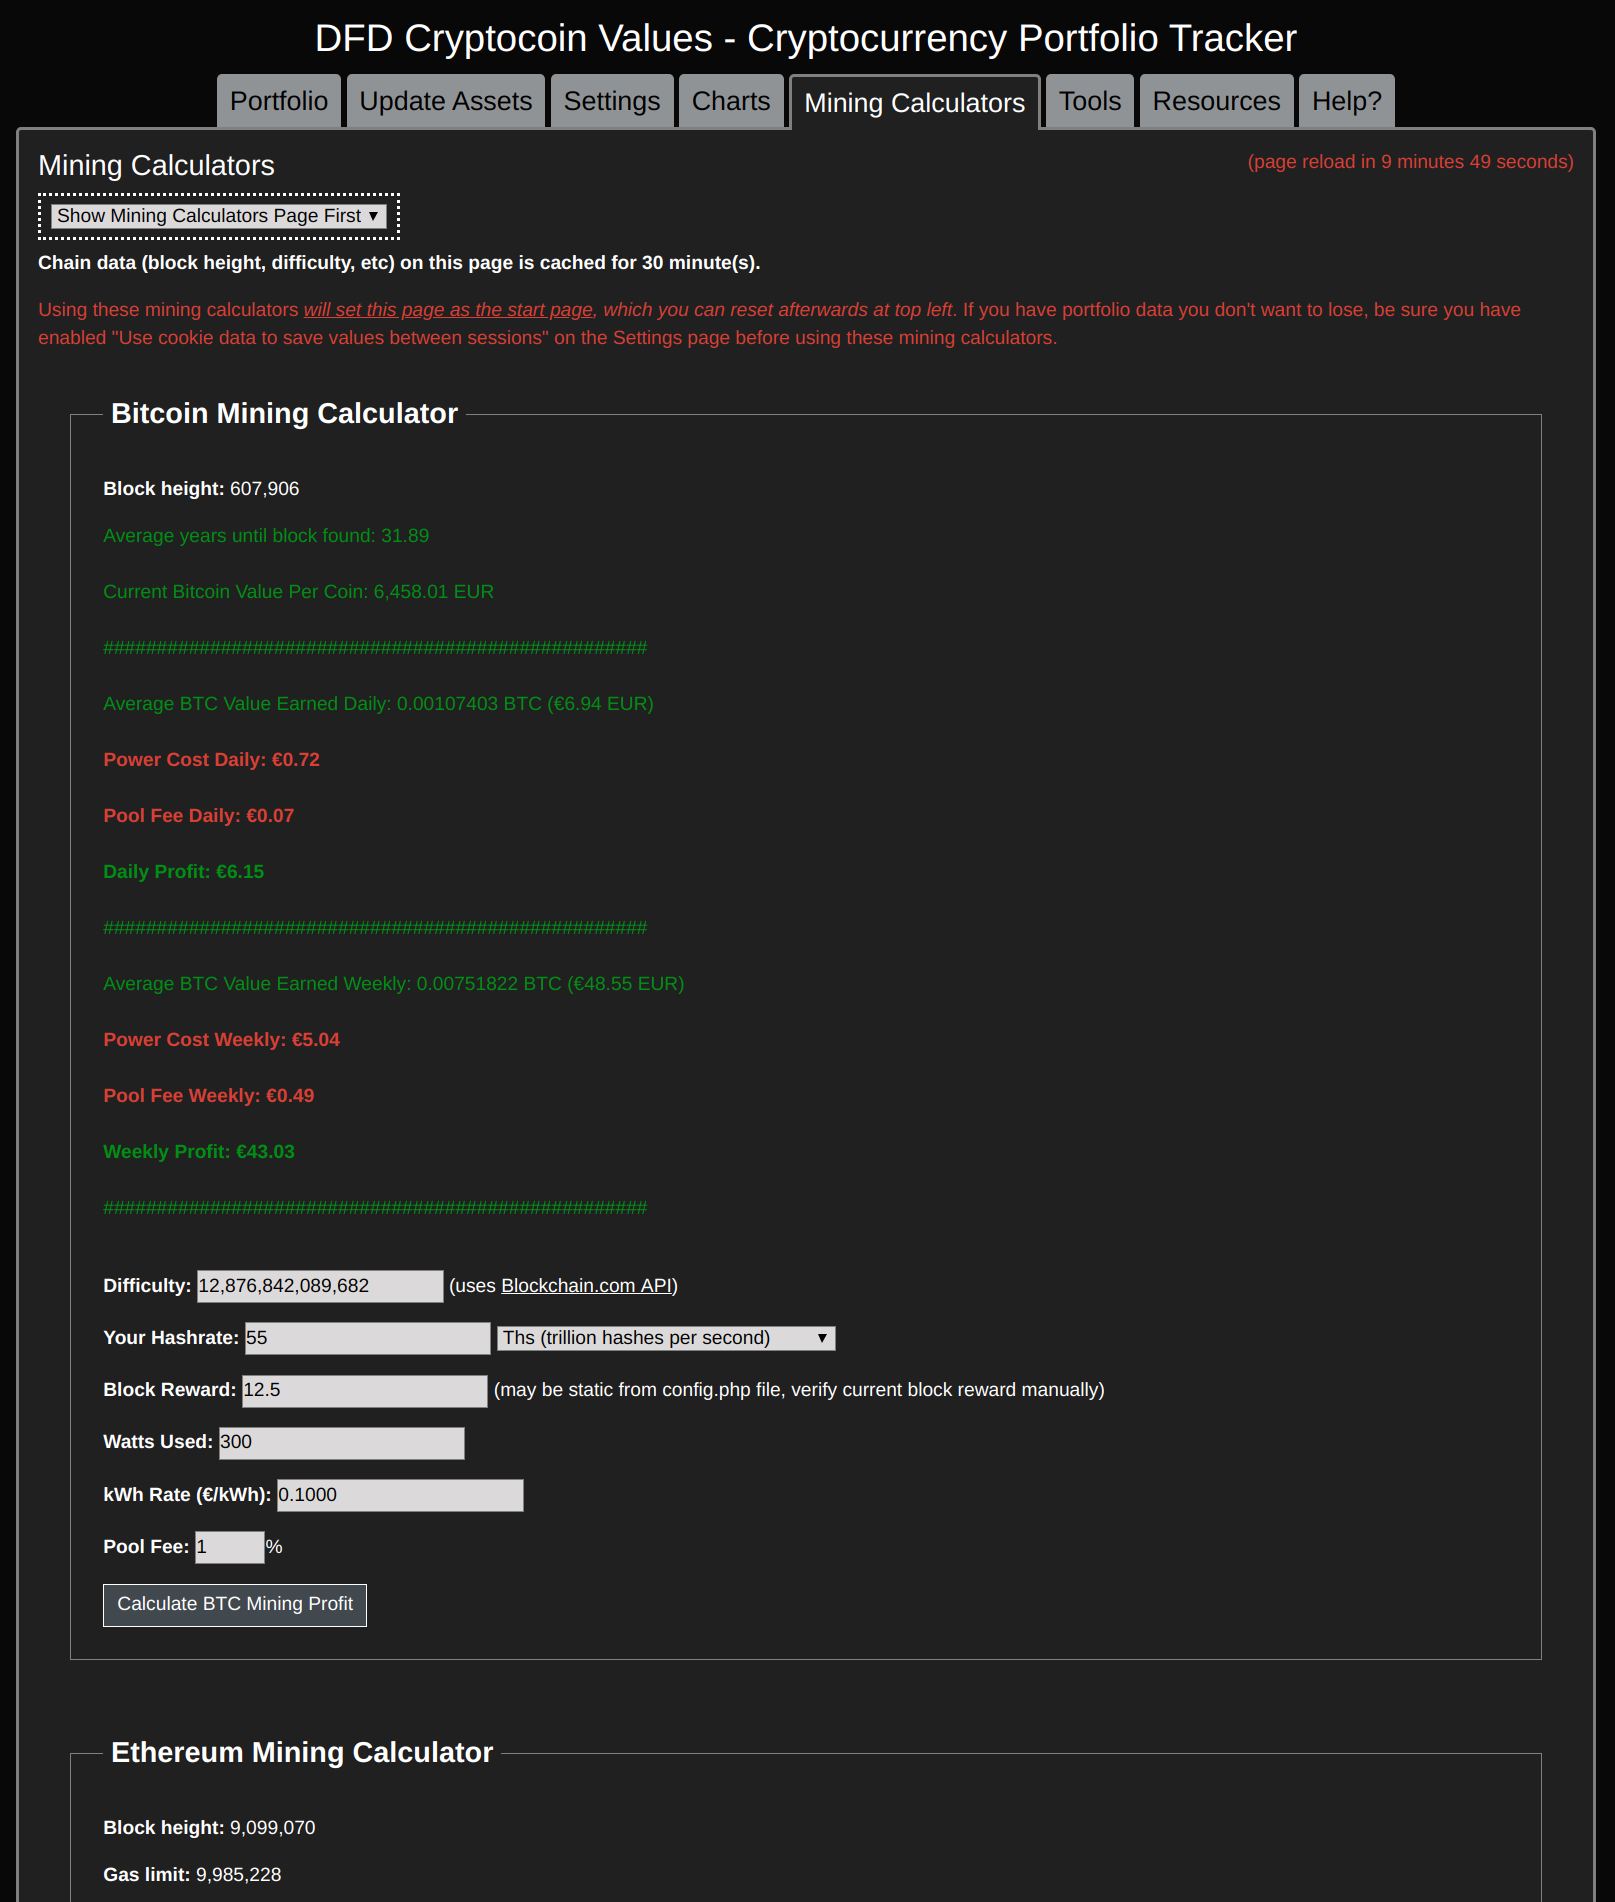 DFD Cryptocoin Values - Cryptocurrency Portfolio Tracker
Portfolio Update Assets Settings Charts Mining Calculators Tools Resources Help?
Mining Calculators
(page reload in 9 minutes 49 seconds)
Show Mining Calculators Page First ▼
Chain data (block height, difficulty, etc) on this page is cached for 30 minute(s).
Using these mining calculators will set this page as the start page, which you can reset afterwards at top left. If you have portfolio data you don't want to lose, be sure you have
enabled "Use cookie data to save values between sessions" on the Settings page before using these mining calculators.
Bitcoin Mining Calculator
Block height: 607,906
Average years until block found: 31.89
Current Bitcoin Value Per Coin: 6,458.01 EUR
###################################################
Average BTC Value Earned Daily: 0.00107403 BTC (€6.94 EUR)
Power Cost Daily: €0.72
Pool Fee Daily: €0.07
Daily Profit: €6.15
###################################################
Average BTC Value Earned Weekly: 0.00751822 BTC (€48.55 EUR)
Power Cost Weekly: €5.04
Pool Fee Weekly: €0.49
Weekly Profit: €43.03
###################################################
Difficulty: 12,876,842,089,682 (uses Blockchain.com API)
Your Hashrate: 55 Ths (trillion hashes per second) ▼
Block Reward: 12.5 (may be static from config.php file, verify current block reward manually)
Watts Used: 300
kWh Rate (€/kWh): 0.1000
Pool Fee: 1 %
Calculate BTC Mining Profit
Ethereum Mining Calculator
Block height: 9,099,070
Gas limit: 9,985,228